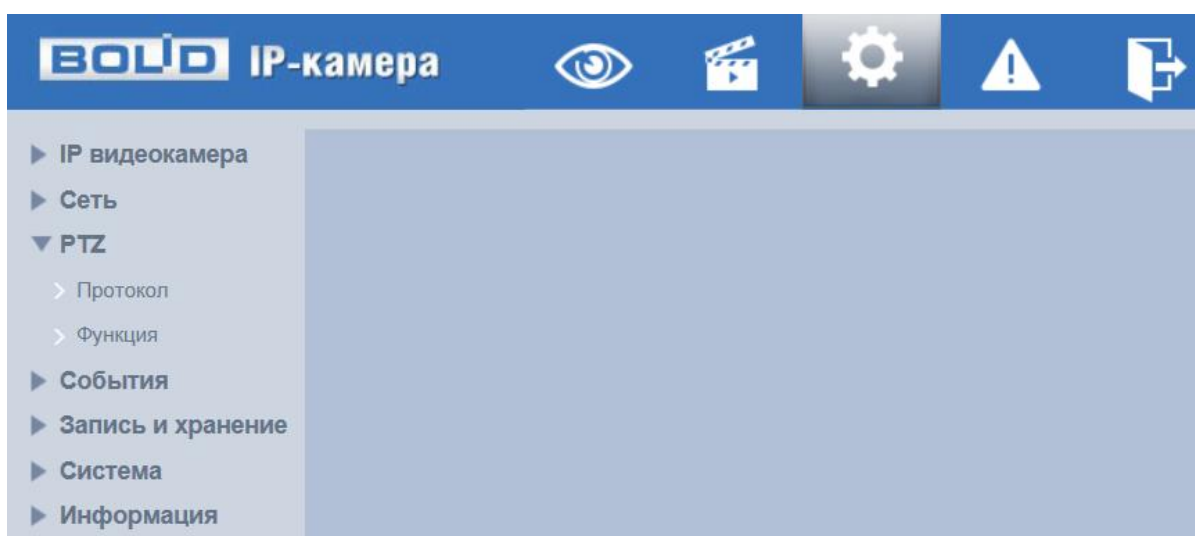 BOLID IP-камера
IP видеокамера
Сеть
PTZ
Протокол
Функция
События
Запись и хранение
Система
Информация